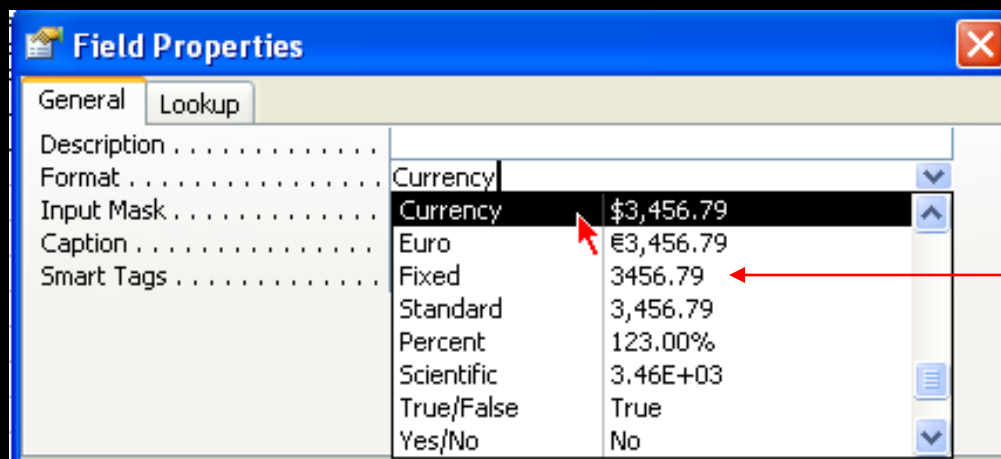 Field Properties
General Lookup
Description . . . . . . . . . . . . .
Format . . . . . . . . . . . . . . . . Currency
Input Mask . . . . . . . . . . . . . Currency $3,456.79
Caption . . . . . . . . . . . . . . . Euro €3,456.79
Smart Tags . . . . . . . . . . . . . Fixed 3456.79
Standard 3,456.79
Percent 123.00%
Scientific 3.46E+03
True/False True
Yes/No No